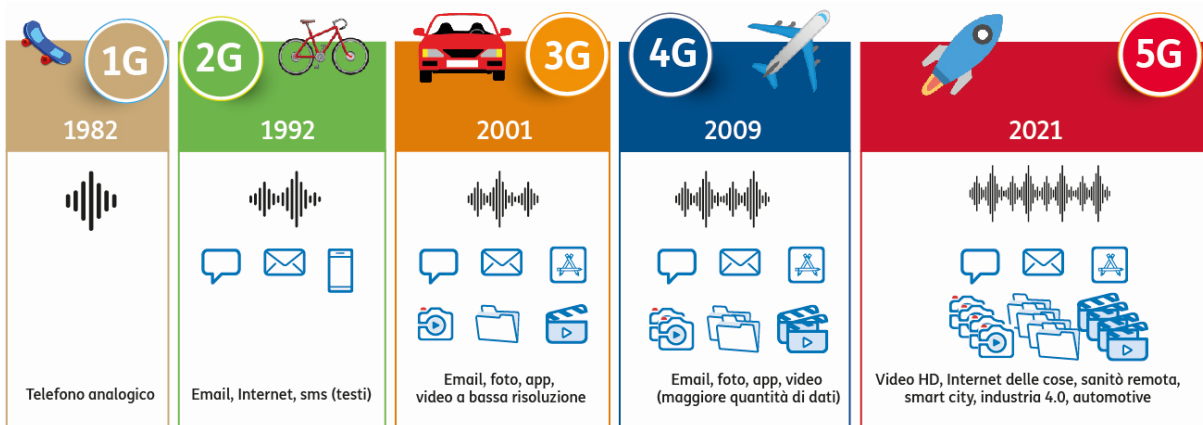 1G
1982
Telefono analogico
2G
1992
Email, Internet, sms (testi)
3G
2001
Email, foto, app,
video a bassa risoluzione
4G
2009
Email, foto, app, video
(maggiore quantità di dati)
5G
2021
Video HD, Internet delle cose, sanitò remota,
smart city, industria 4.0, automotive